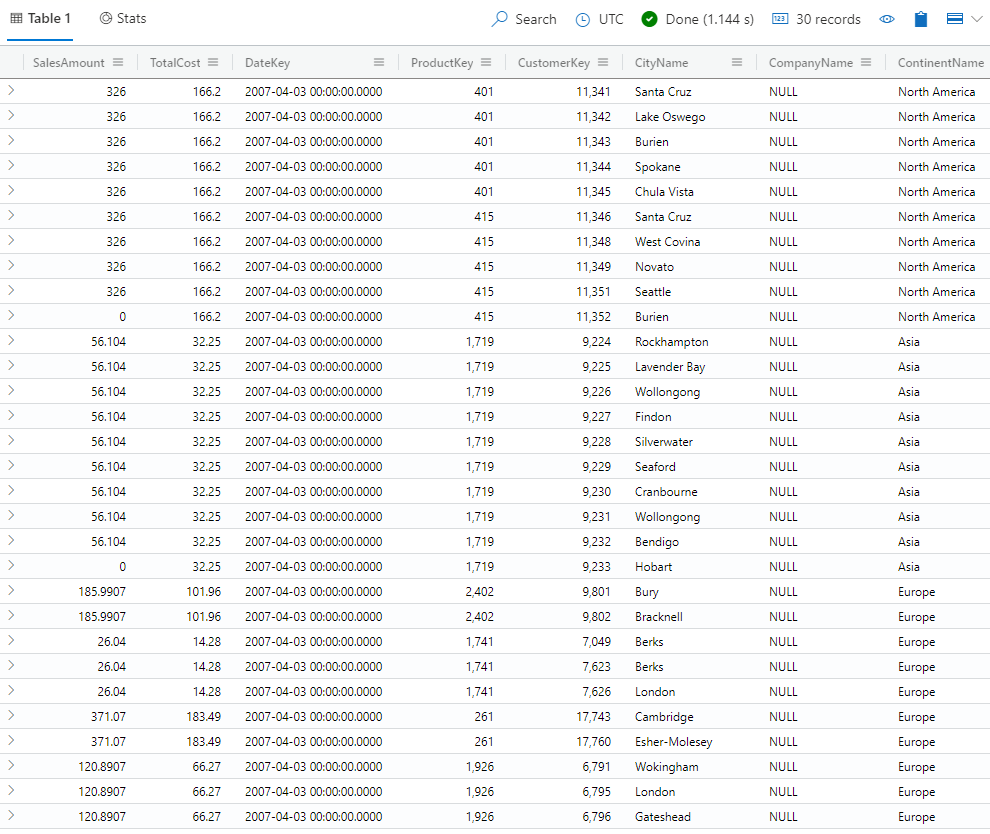 Table 1 Stats Search UTC Done (1.144 s) 123 30 records
SalesAmount TotalCost DateKey ProductKey CustomerKey CityName CompanyName ContinentName
326 166.2 2007-04-03 00:00:00.0000 401 11,341 Santa Cruz NULL North America
326 166.2 2007-04-03 00:00:00.0000 401 11,342 Lake Oswego NULL North America
326 166.2 2007-04-03 00:00:00.0000 401 11,343 Burien NULL North America
326 166.2 2007-04-03 00:00:00.0000 401 11,344 Spokane NULL North America
326 166.2 2007-04-03 00:00:00.0000 401 11,345 Chula Vista NULL North America
326 166.2 2007-04-03 00:00:00.0000 415 11,346 Santa Cruz NULL North America
326 166.2 2007-04-03 00:00:00.0000 415 11,348 West Covina NULL North America
326 166.2 2007-04-03 00:00:00.0000 415 11,349 Novato NULL North America
326 166.2 2007-04-03 00:00:00.0000 415 11,351 Seattle NULL North America
0 166.2 2007-04-03 00:00:00.0000 415 11,352 Burien NULL North America
56.104 32.25 2007-04-03 00:00:00.0000 1,719 9,224 Rockhampton NULL Asia
56.104 32.25 2007-04-03 00:00:00.0000 1,719 9,225 Lavender Bay NULL Asia
56.104 32.25 2007-04-03 00:00:00.0000 1,719 9,226 Wollongong NULL Asia
56.104 32.25 2007-04-03 00:00:00.0000 1,719 9,227 Findon NULL Asia
56.104 32.25 2007-04-03 00:00:00.0000 1,719 9,228 Silverwater NULL Asia
56.104 32.25 2007-04-03 00:00:00.0000 1,719 9,229 Seaford NULL Asia
56.104 32.25 2007-04-03 00:00:00.0000 1,719 9,230 Cranbourne NULL Asia
56.104 32.25 2007-04-03 00:00:00.0000 1,719 9,231 Wollongong NULL Asia
56.104 32.25 2007-04-03 00:00:00.0000 1,719 9,232 Bendigo NULL Asia
0 32.25 2007-04-03 00:00:00.0000 1,719 9,233 Hobart NULL Asia
185.9907 101.96 2007-04-03 00:00:00.0000 2,402 9,801 Bury NULL Europe
185.9907 101.96 2007-04-03 00:00:00.0000 2,402 9,802 Bracknell NULL Europe
26.04 14.28 2007-04-03 00:00:00.0000 1,741 7,049 Berks NULL Europe
26.04 14.28 2007-04-03 00:00:00.0000 1,741 7,623 Berks NULL Europe
26.04 14.28 2007-04-03 00:00:00.0000 1,741 7,626 London NULL Europe
371.07 183.49 2007-04-03 00:00:00.0000 261 17,743 Cambridge NULL Europe
371.07 183.49 2007-04-03 00:00:00.0000 261 17,760 Esher-Molesey NULL Europe
120.8907 66.27 2007-04-03 00:00:00.0000 1,926 6,791 Wokingham NULL Europe
120.8907 66.27 2007-04-03 00:00:00.0000 1,926 6,795 London NULL Europe
120.8907 66.27 2007-04-03 00:00:00.0000 1,926 6,796 Gateshead NULL Europe